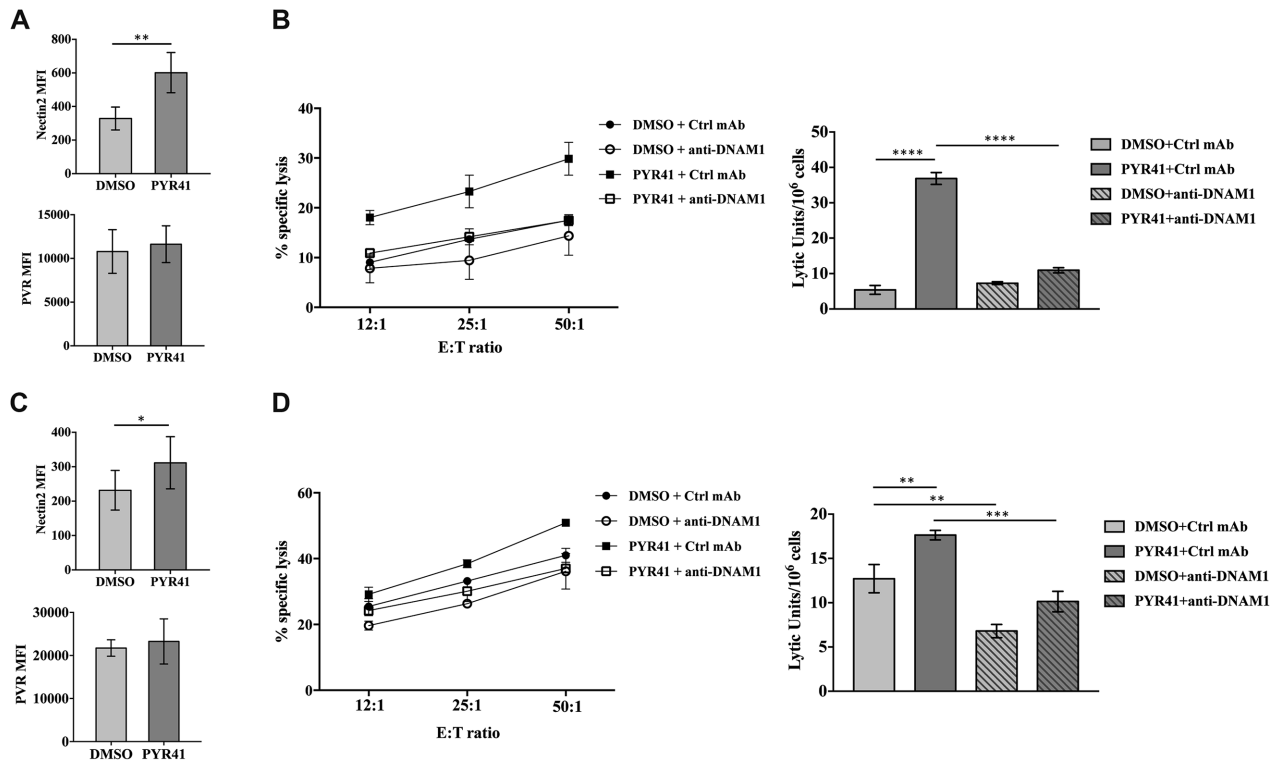 A
Nectin2 MFI
800
600
400
200
0
**
DMSO PYR41
PVR MFI
15000
10000
5000
0
DMSO PYR41
B
% specific lysis
40
30
20
10
0
12:1 25:1 50:1
E:T ratio
DMSO + Ctrl mAb
DMSO + anti-DNAM1
PYR41 + Ctrl mAb
PYR41 + anti-DNAM1
Lytic Units/10⁶ cells
50
40
30
20
10
0
**** ****
DMSO+Ctrl mAb
PYR41+Ctrl mAb
DMSO+anti-DNAM1
PYR41+anti-DNAM1
C
Nectin2 MFI
400
300
200
100
0
*
DMSO PYR41
PVR MFI
30000
20000
10000
0
DMSO PYR41
D
% specific lysis
60
40
20
0
12:1 25:1 50:1
E:T ratio
DMSO + Ctrl mAb
DMSO + anti-DNAM1
PYR41 + Ctrl mAb
PYR41 + anti-DNAM1
Lytic Units/10⁶ cells
20
15
10
5
0
**
**
***
DMSO+Ctrl mAb
PYR41+Ctrl mAb
DMSO+anti-DNAM1
PYR41+anti-DNAM1